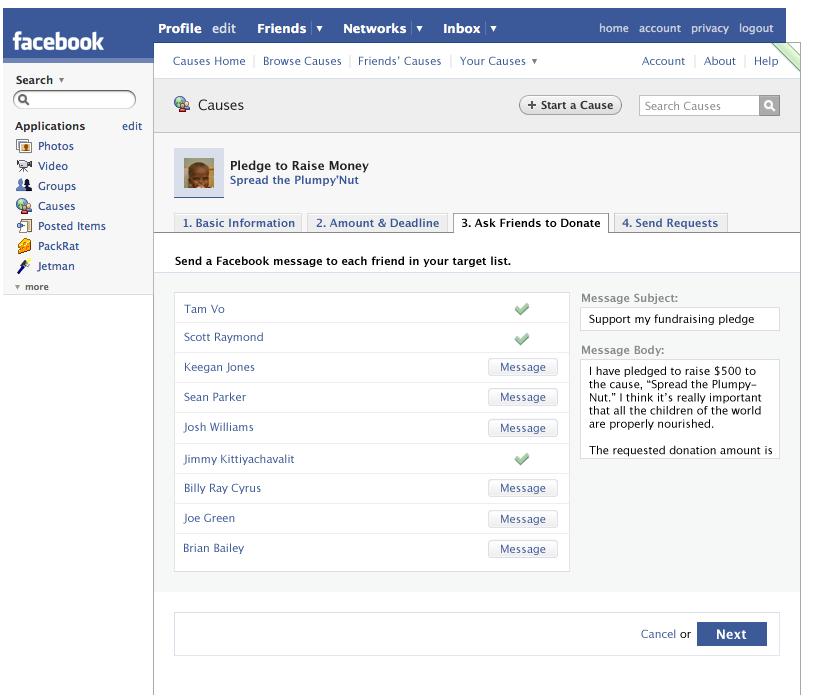 facebook
Profile edit Friends Networks Inbox home account privacy logout
Search
Applications edit
Photos
Video
Groups
Causes
Posted Items
PackRat
Jetman
more
Causes Home Browse Causes Friends' Causes Your Causes Account About Help
Causes + Start a Cause Search Causes
Pledge to Raise Money
Spread the Plumpy'Nut
1. Basic Information 2. Amount & Deadline 3. Ask Friends to Donate 4. Send Requests
Send a Facebook message to each friend in your target list.
Tam Vo
Scott Raymond
Keegan Jones Message
Sean Parker Message
Josh Williams Message
Jimmy Kittiyachavalit
Billy Ray Cyrus Message
Joe Green Message
Brian Bailey Message
Message Subject:
Support my fundraising pledge
Message Body:
I have pledged to raise $500 to
the cause, “Spread the Plumpy-
Nut.” I think it’s really important
that all the children of the world
are properly nourished.
The requested donation amount is
Cancel or Next